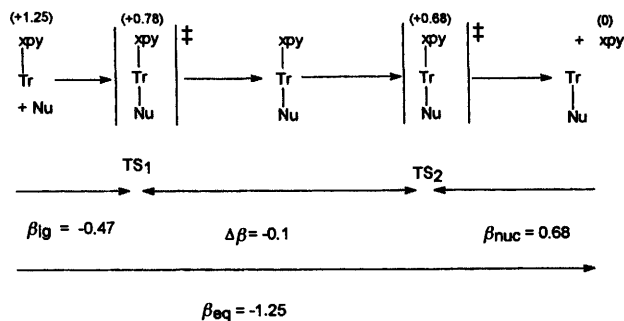 (+1.25) (+0.78) (+0.68) (0)
xpy xpy ‡ xpy xpy ‡ + xpy
Tr Tr Tr Tr Tr
+ Nu Nu Nu Nu Nu
TS1 TS2
βlg = -0.47 Δβ= -0.1 βnuc = 0.68
βeq = -1.25